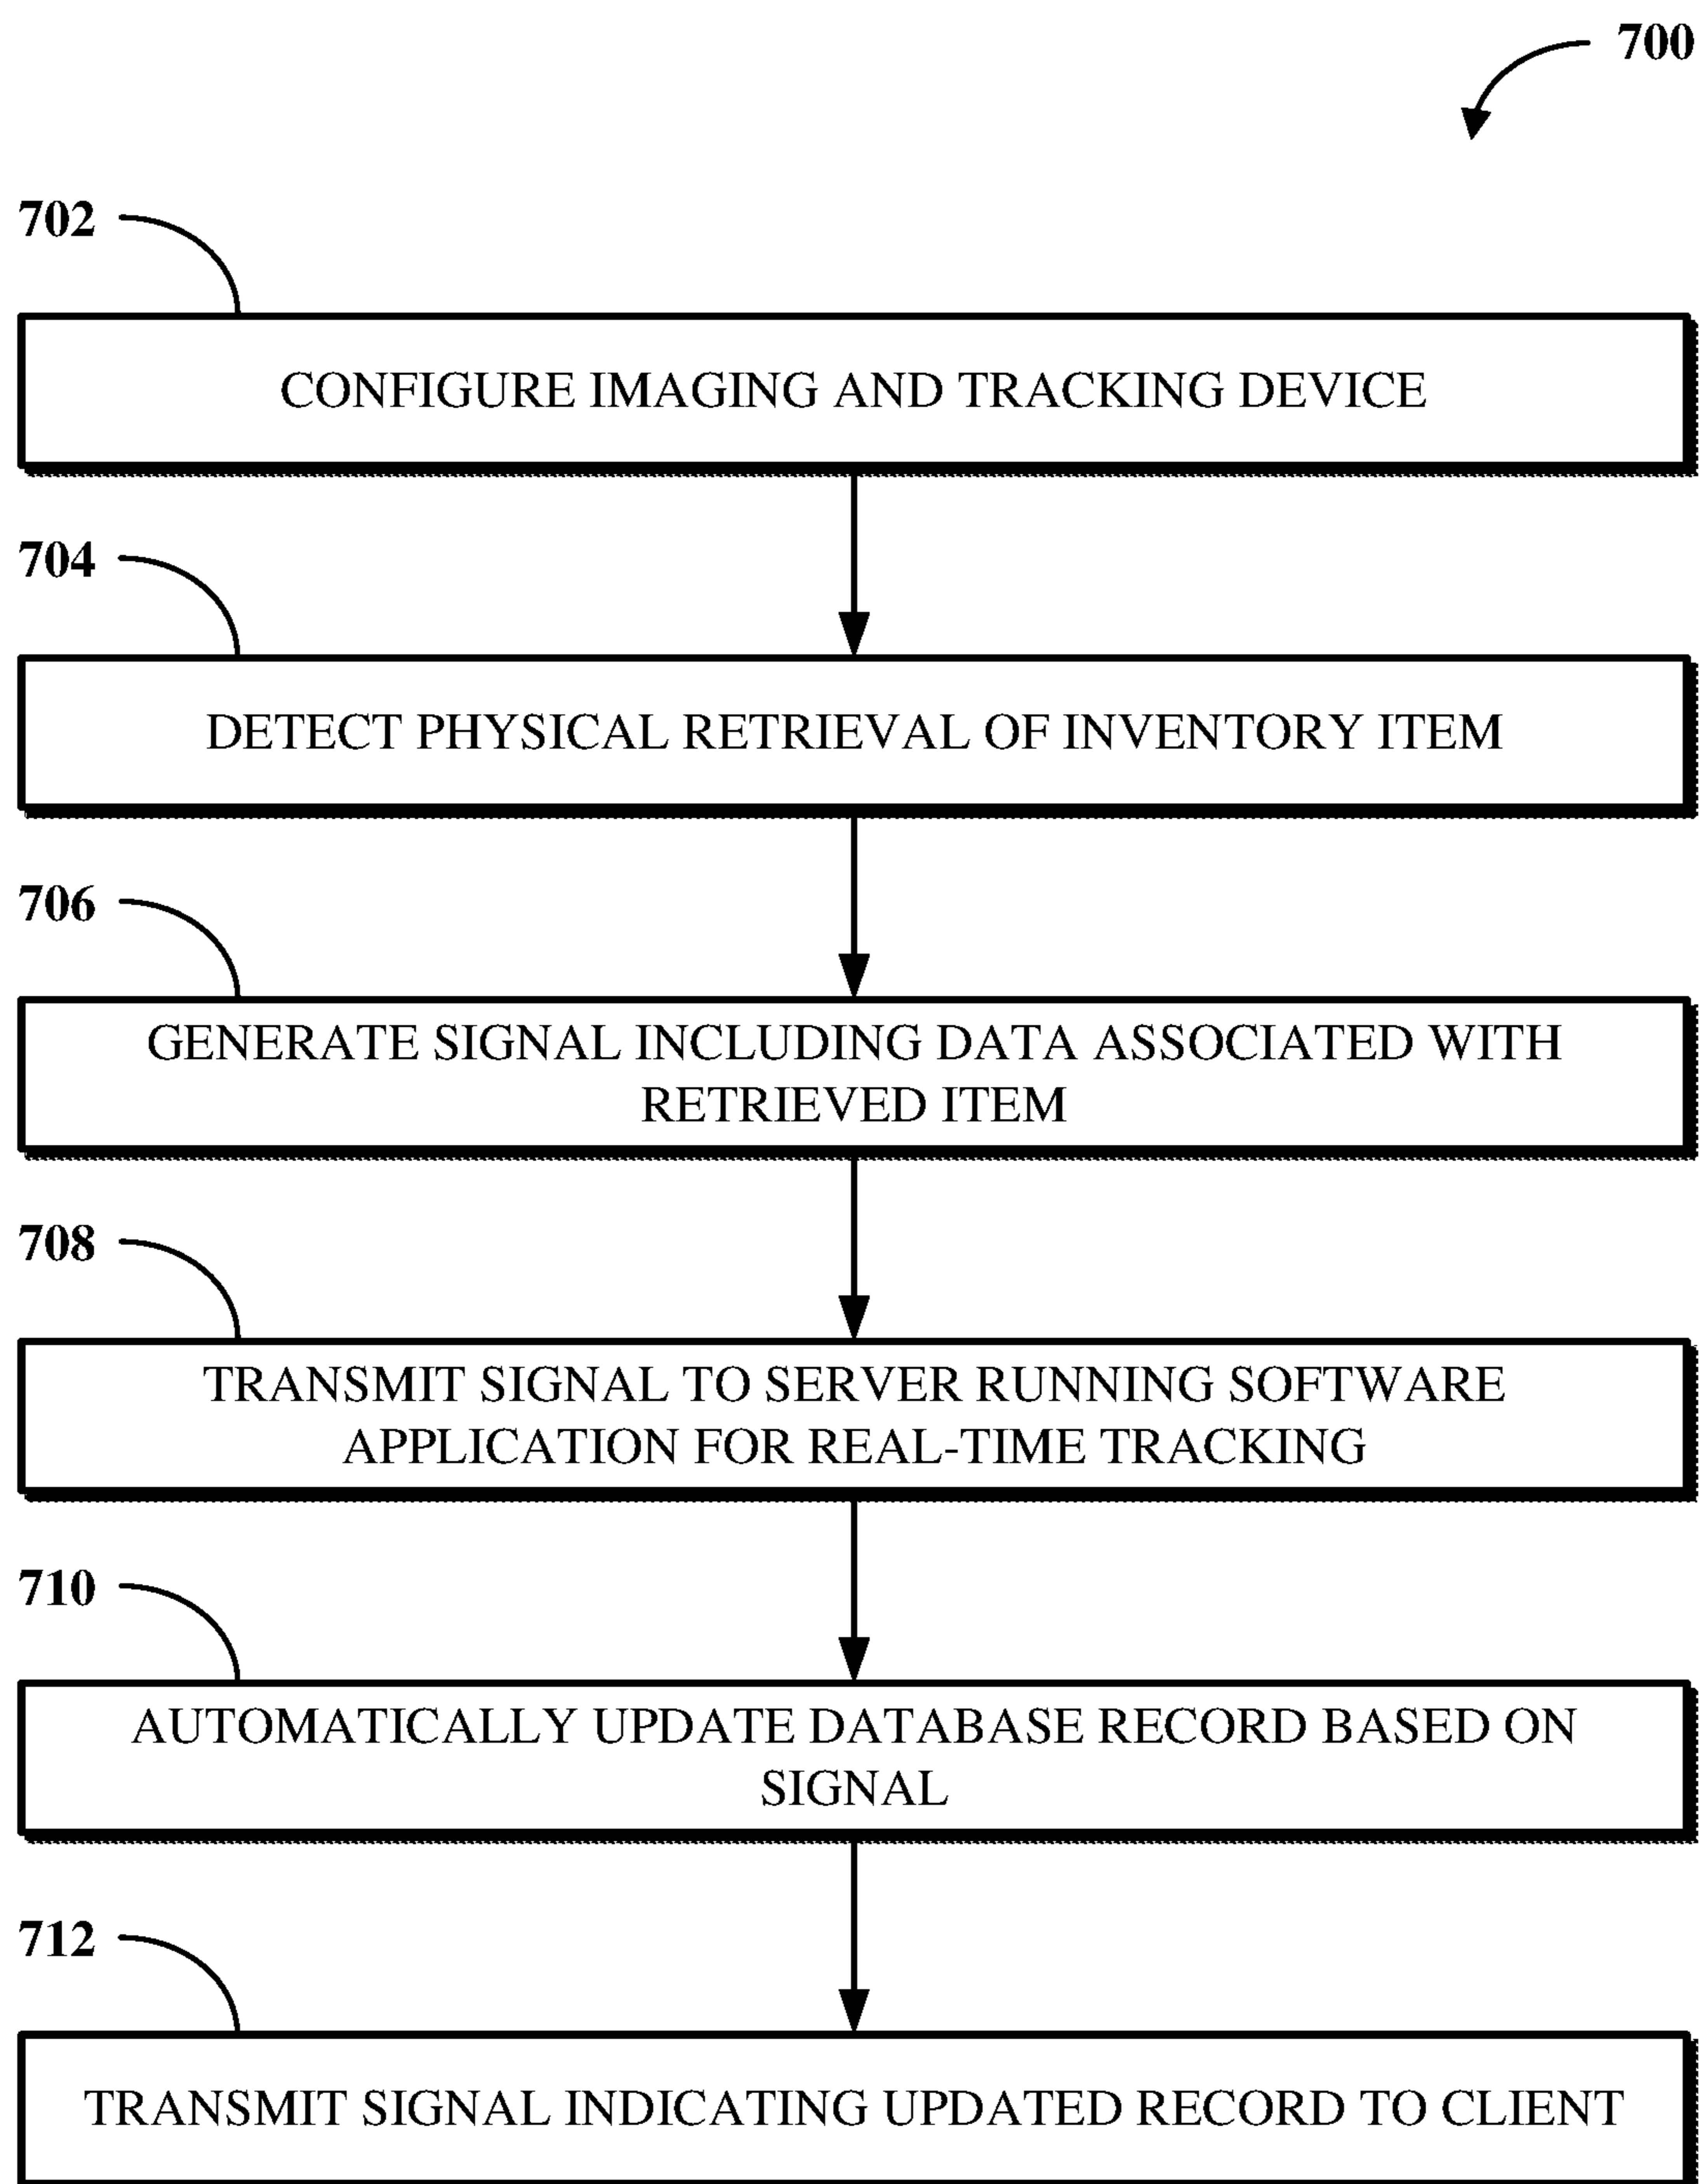 700
702
CONFIGURE IMAGING AND TRACKING DEVICE
704
DETECT PHYSICAL RETRIEVAL OF INVENTORY ITEM
706
GENERATE SIGNAL INCLUDING DATA ASSOCIATED WITH
RETRIEVED ITEM
708
TRANSMIT SIGNAL TO SERVER RUNNING SOFTWARE
APPLICATION FOR REAL-TIME TRACKING
710
AUTOMATICALLY UPDATE DATABASE RECORD BASED ON
SIGNAL
712
TRANSMIT SIGNAL INDICATING UPDATED RECORD TO CLIENT